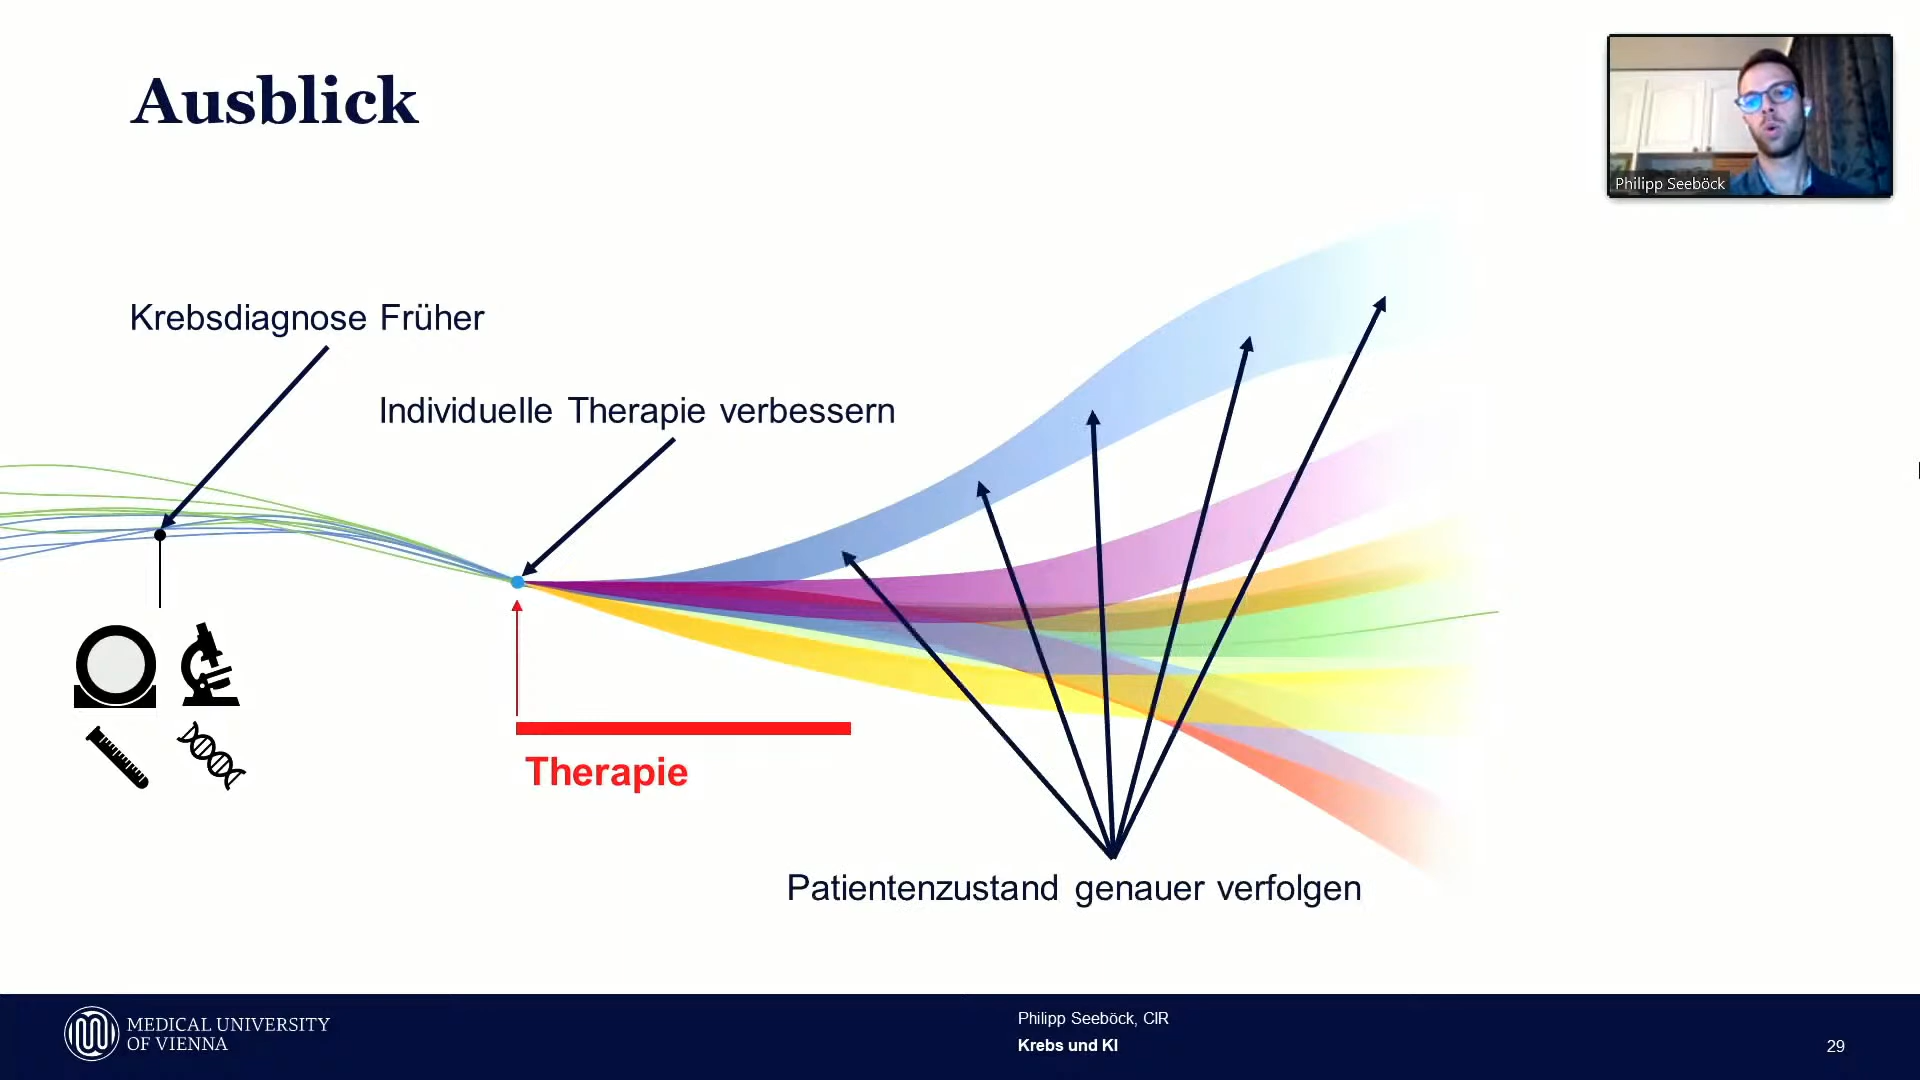 Ausblick
Philipp Seeböck
Krebsdiagnose Früher
Individuelle Therapie verbessern
Therapie
Patientenzustand genauer verfolgen
MEDICAL UNIVERSITY
OF VIENNA
Philipp Seeböck, CIR
Krebs und KI
29